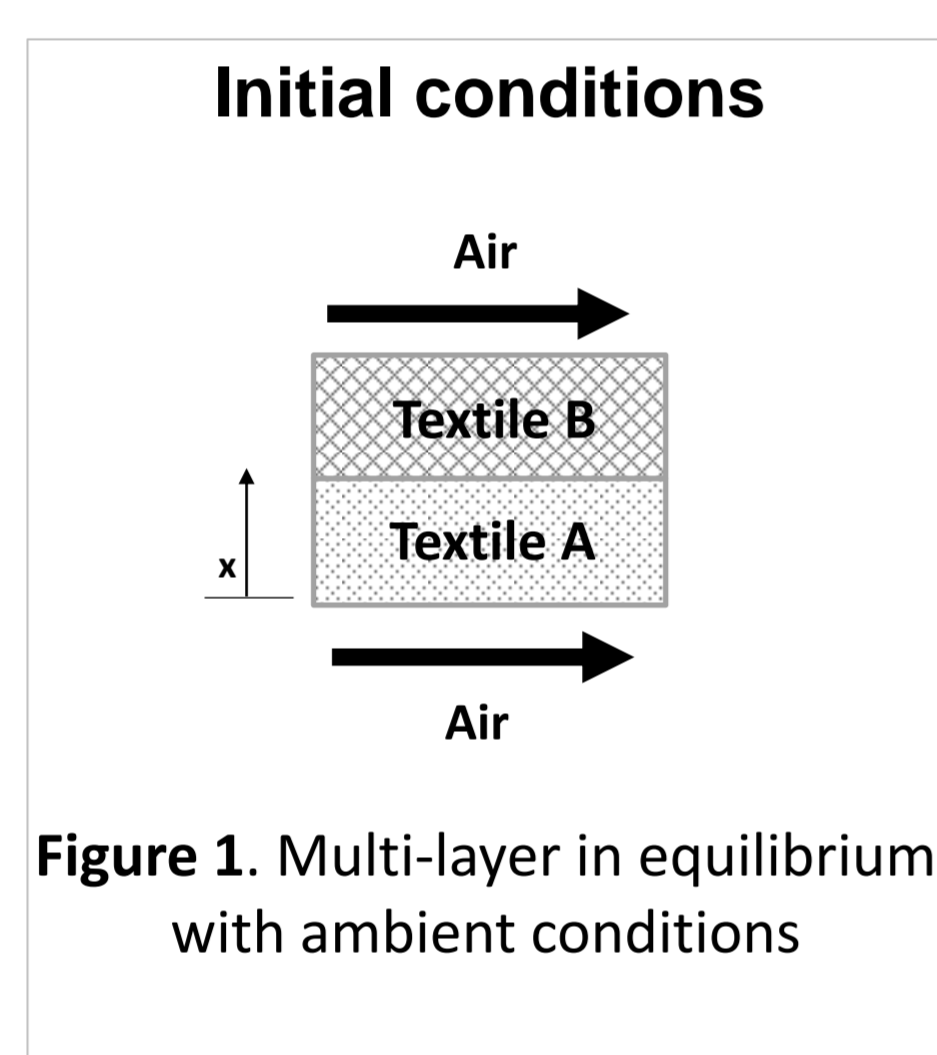 Initial conditions
Air
Textile B
Textile A
x
Air
Figure 1. Multi-layer in equilibrium
with ambient conditions